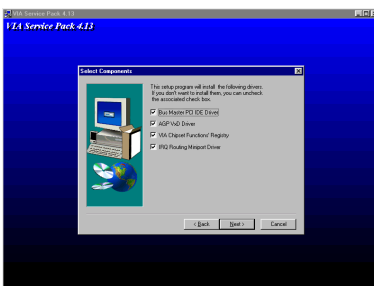 VIA Service Pack 4.13
VIA Service Pack 4.13
Select Components
This setup program will install the following drivers.
If you don't want to install them, you can uncheck
the associated check box.
Bus Master PCI IDE Driver
AGP VxD Driver
VIA Chipset Functions' Registry
IRQ Routing Miniport Driver
< Back
Next >
Cancel